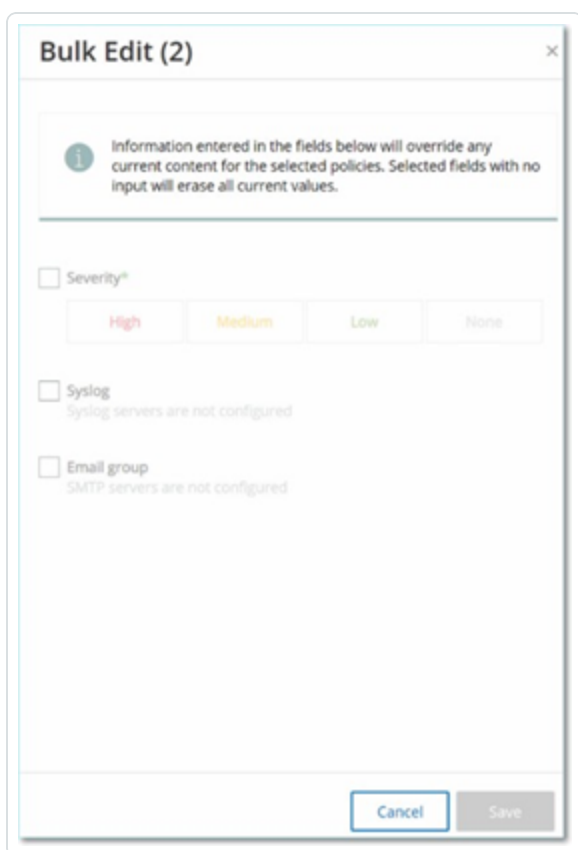 Bulk Edit (2)
×
i
Information entered in the fields below will override any
current content for the selected policies. Selected fields with no
input will erase all current values.
Severity*
High Medium Low None
Syslog
Syslog servers are not configured
Email group
SMTP servers are not configured
Cancel Save